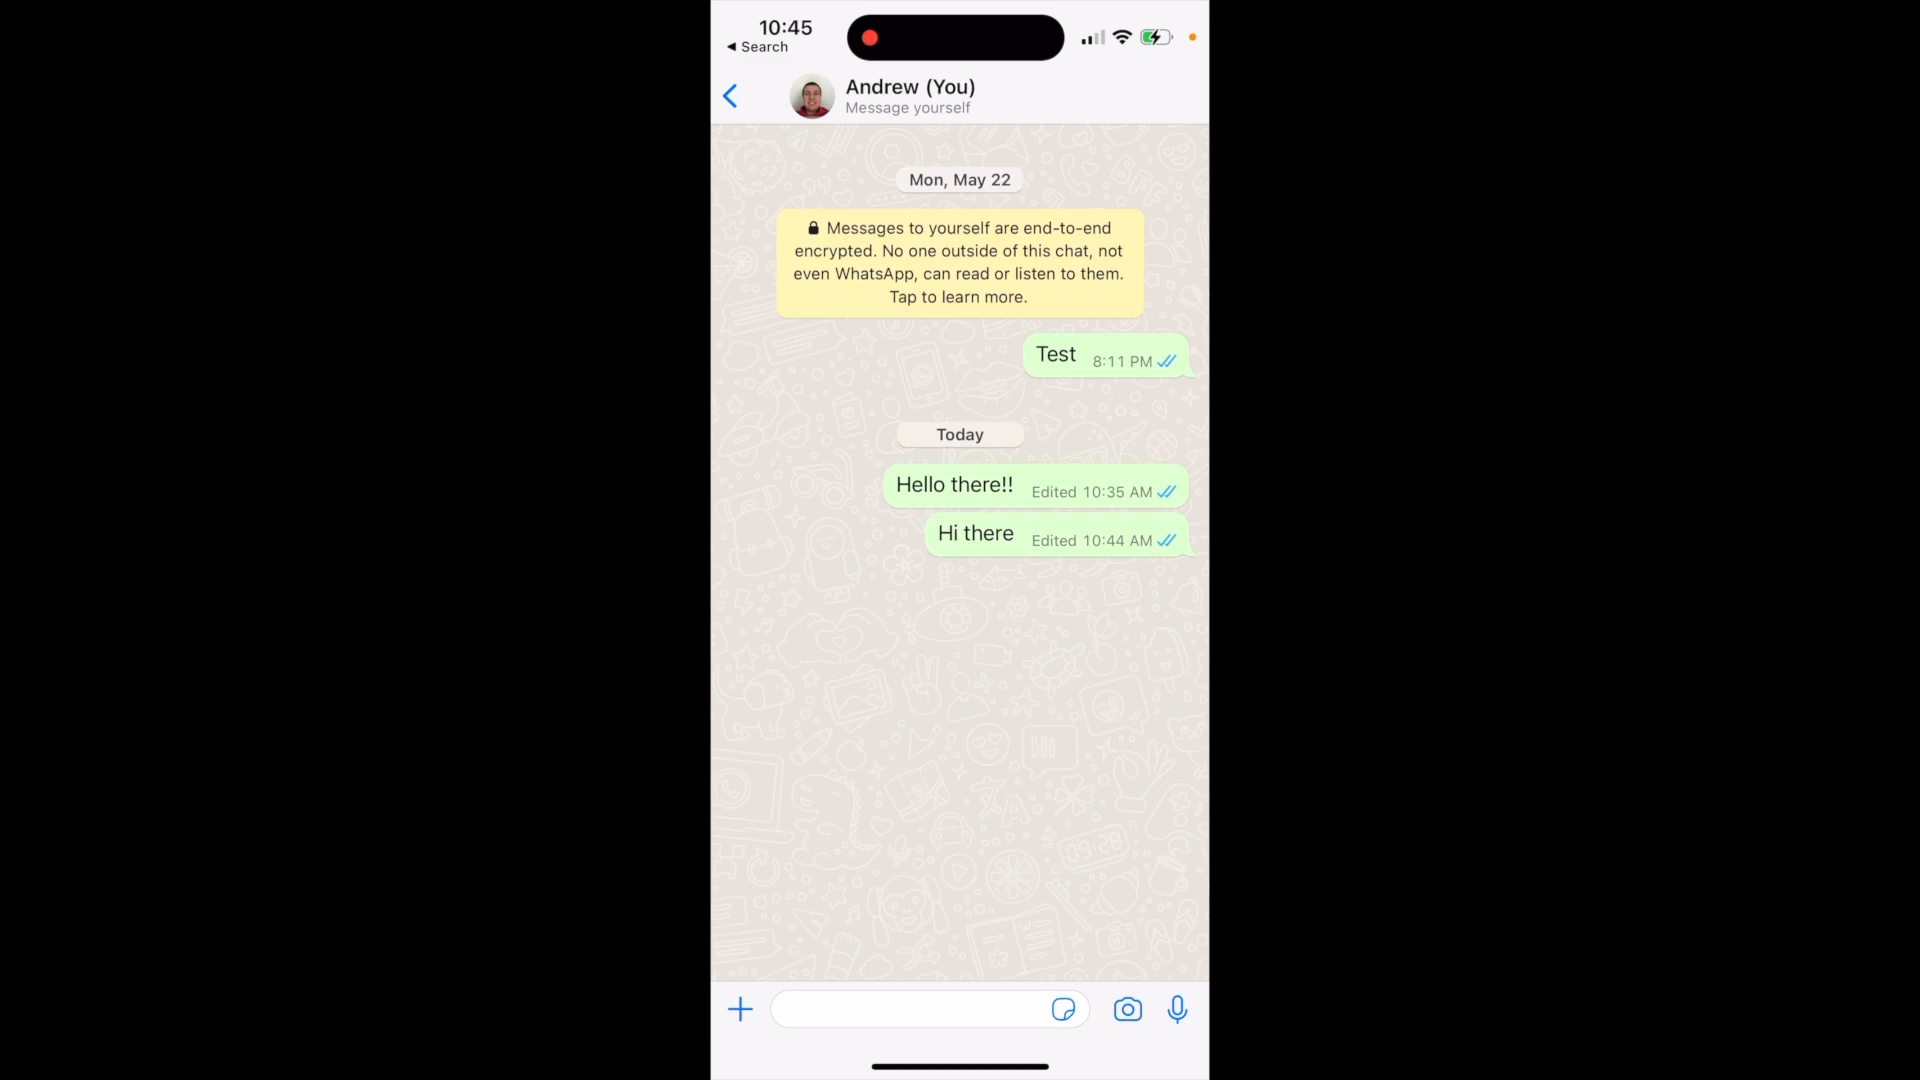 10:45
◀ Search
Andrew (You)
Message yourself
Mon, May 22
Messages to yourself are end-to-end
encrypted. No one outside of this chat, not
even WhatsApp, can read or listen to them.
Tap to learn more.
Test 8:11 PM
Today
Hello there!! Edited 10:35 AM
Hi there Edited 10:44 AM